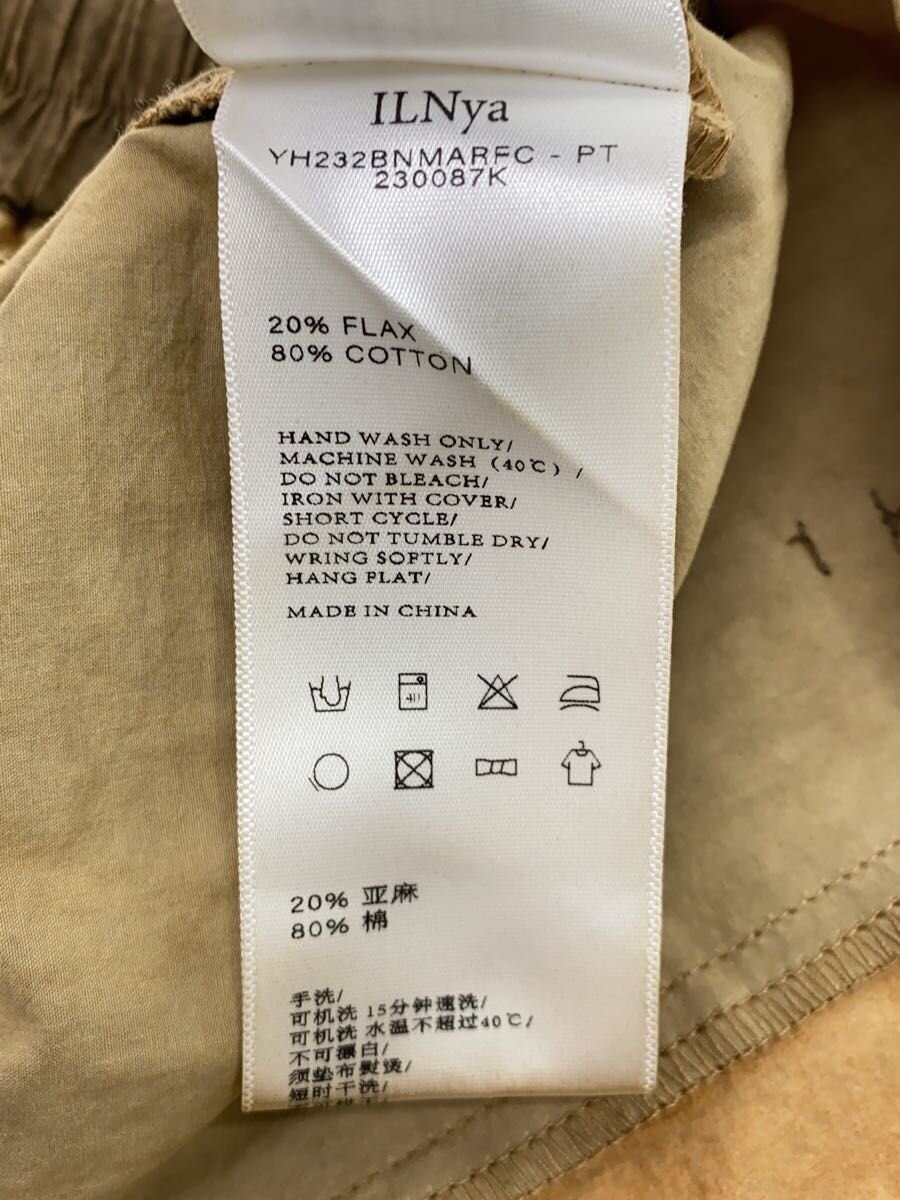 ILNya
YH232BNMARFC - PT
230087K
20% FLAX
80% COTTON
HAND WASH ONLY/
MACHINE WASH (40℃) /
DO NOT BLEACH/
IRON WITH COVER/
SHORT CYCLE/
DO NOT TUMBLE DRY/
WRING SOFTLY/
HANG FLAT/
MADE IN CHINA
40
20% 亚麻
80% 棉
手洗/
可机洗 15分钟速洗/
可机洗 水温不超过40℃/
不可漂白/
须垫布熨烫/
短时干洗/